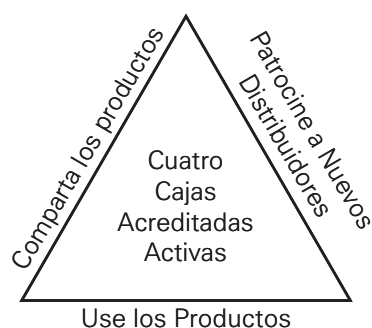 Comparta los productos
Patrocine a Nuevos
Distribuidores
Cuatro
Cajas
Acreditadas
Activas
Use los Productos